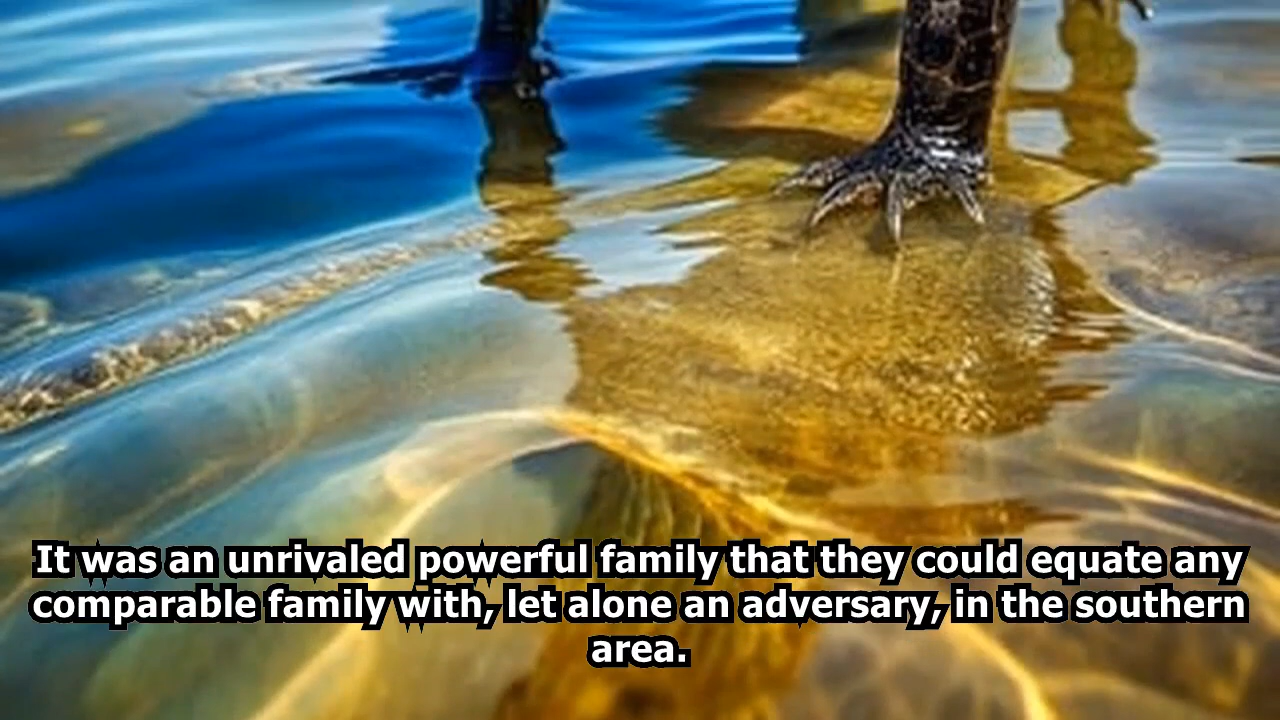 It was an unrivaled powerful family that they could equate any
comparable family with, let alone an adversary, in the southern
area.